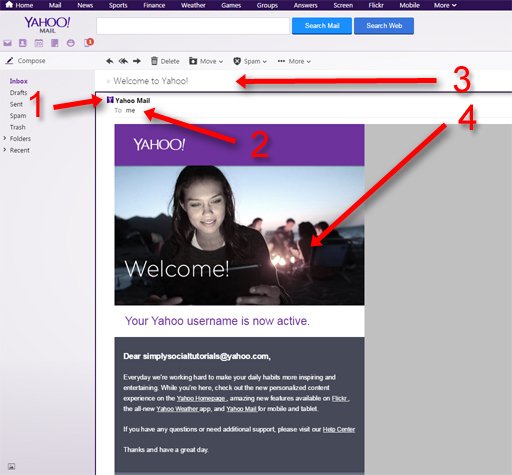 Home Mail News Sports Finance Weather Games Groups Answers Screen Flickr Mobile More
YAHOO!
MAIL
Search Mail Search Web
1
Compose
Delete Move Spam More
Welcome to Yahoo!
3
Inbox
Drafts
Sent
Spam
Trash
Folders
Recent
1
Yahoo Mail
To me
2
4
YAHOO!
Welcome!
Your Yahoo username is now active.
Dear simplysocialtutorials@yahoo.com,
Everyday we're working hard to make your daily habits more inspiring and
entertaining. While you're here, check out the new personalized content
experience on the Yahoo Homepage , amazing new features available on Flickr ,
the all-new Yahoo Weather app, and Yahoo Mail for mobile and tablet.
If you have any questions or need additional support, please visit our Help Center
Thanks and have a great day.